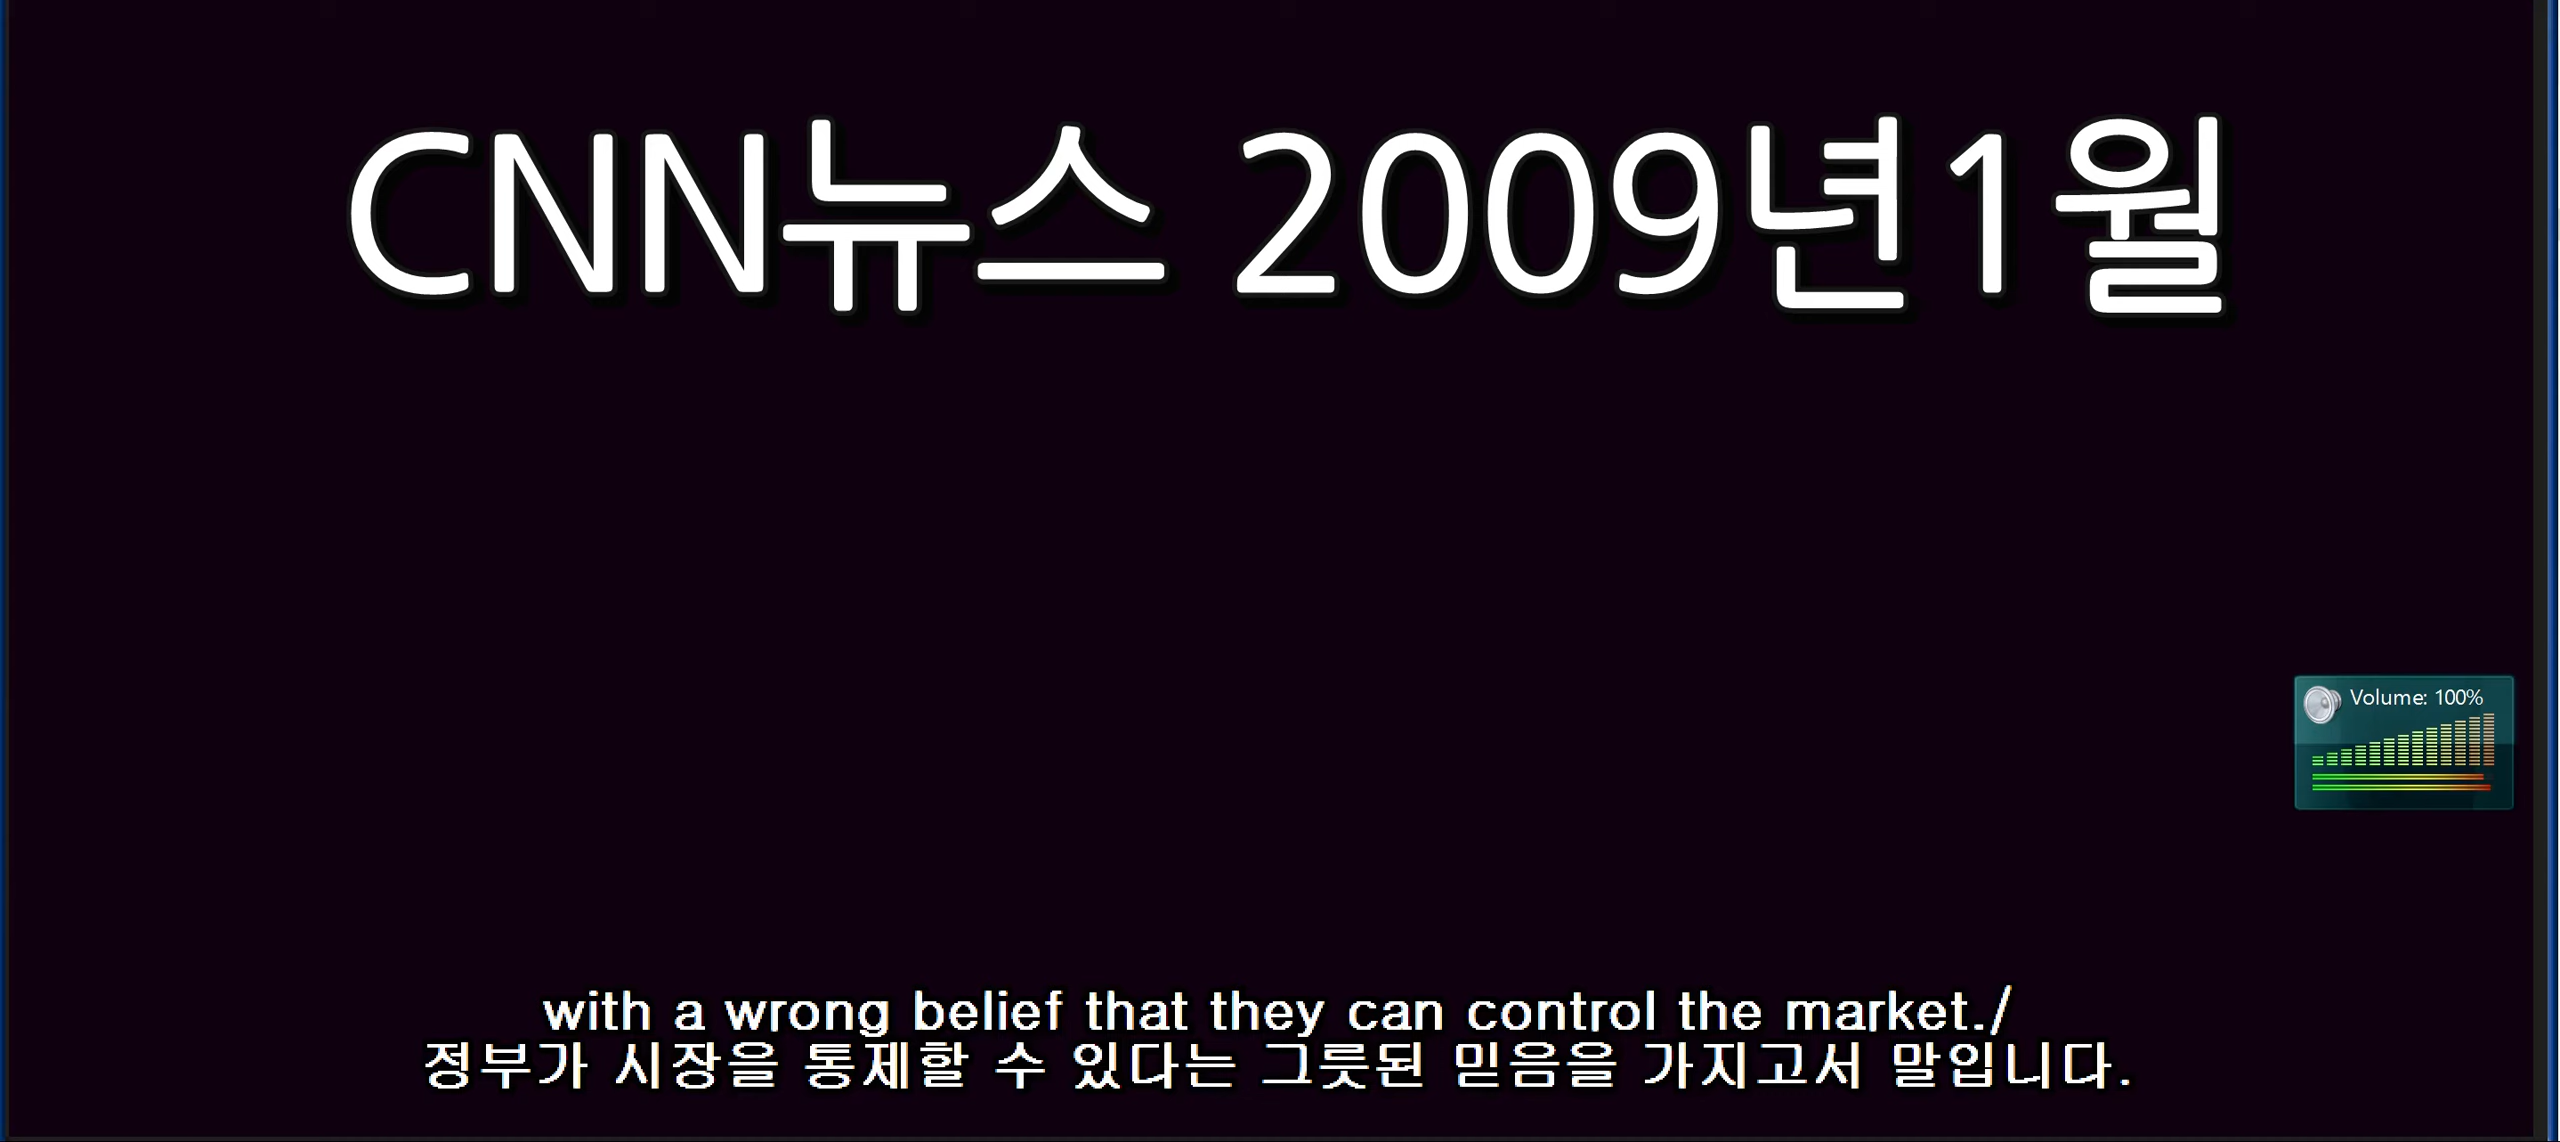 CNN뉴스 2009년1월
Volume: 100%
with a wrong belief that they can control the market./
정부가 시장을 통제할 수 있다는 그릇된 믿음을 가지고서 말입니다.